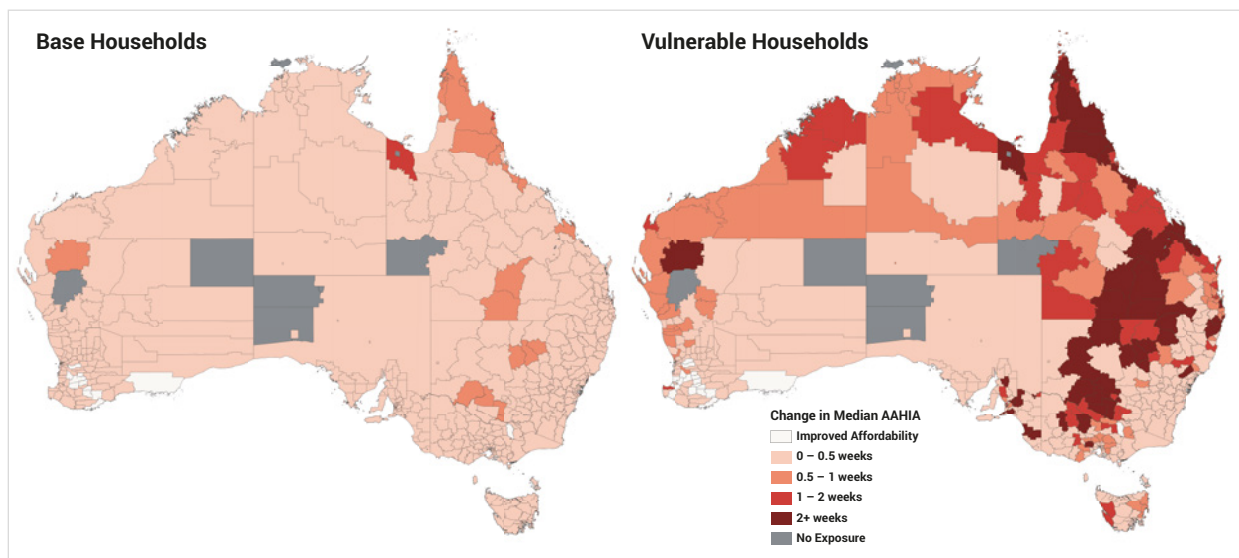 Base Households
Vulnerable Households
Change in Median AAHIA
Improved Affordability
0 – 0.5 weeks
0.5 – 1 weeks
1 – 2 weeks
2+ weeks
No Exposure